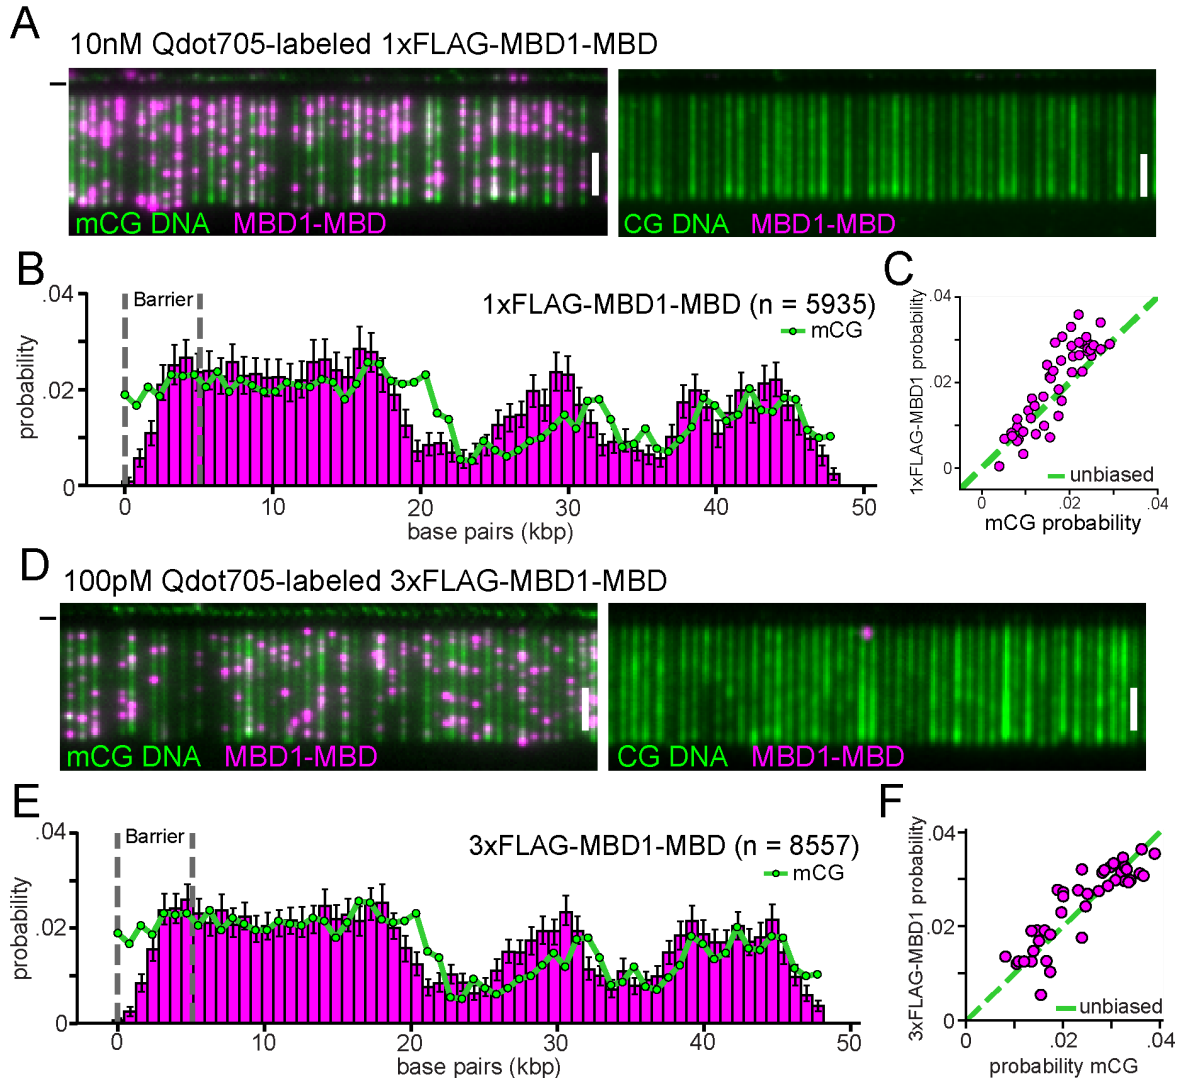 A
10nM Qdot705-labeled 1xFLAG-MBD1-MBD
mCG DNA MBD1-MBD
CG DNA MBD1-MBD
B
.04
.02
0
probability
Barrier
1xFLAG-MBD1-MBD (n = 5935)
mCG
0 10 20 30 40 50
base pairs (kbp)
C
1xFLAG-MBD1 probability
.04
.02
0
unbiased
0 .02 .04
mCG probability
D
100pM Qdot705-labeled 3xFLAG-MBD1-MBD
mCG DNA MBD1-MBD
CG DNA MBD1-MBD
E
.04
.02
0
probability
Barrier
3xFLAG-MBD1-MBD (n = 8557)
mCG
0 10 20 30 40 50
base pairs (kbp)
F
3xFLAG-MBD1 probability
.04
.02
0
unbiased
0 .02 .04
probability mCG